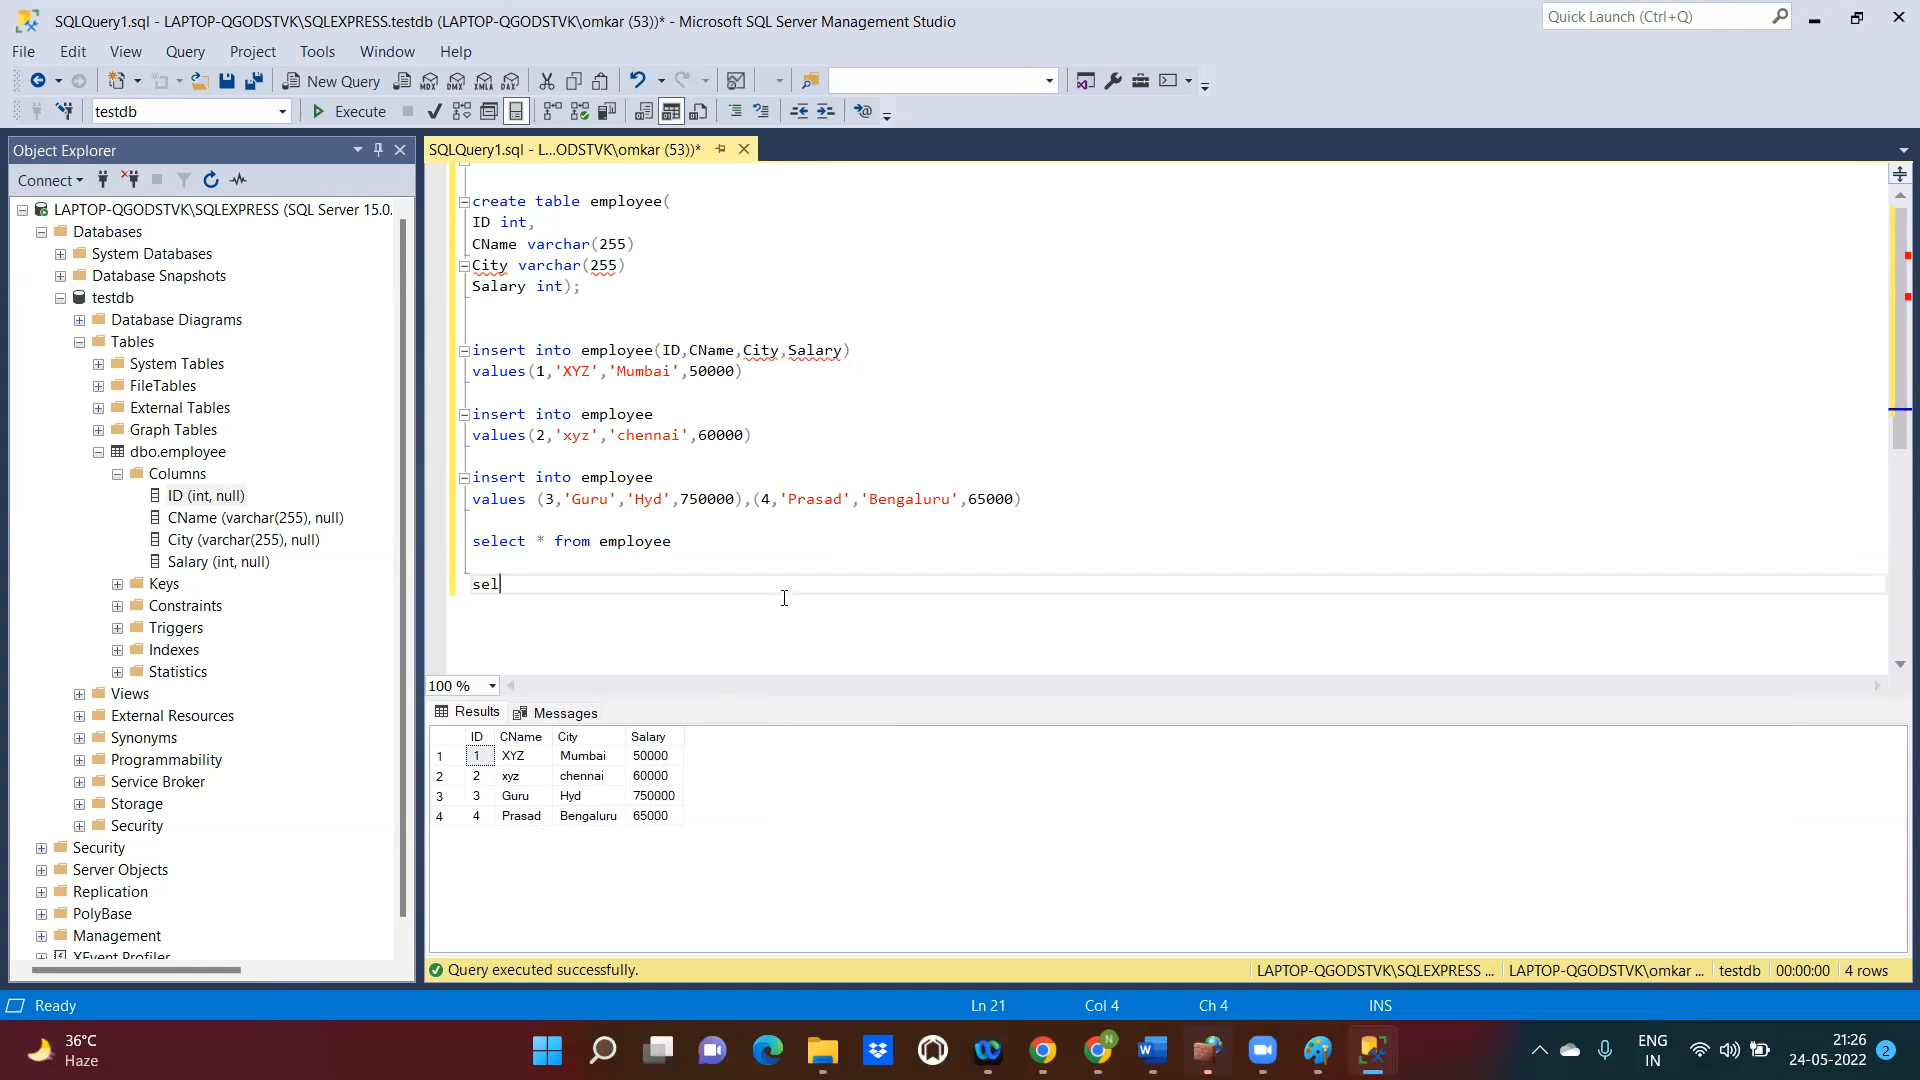 SQLQuery1.sql - LAPTOP-QGODSTVK\SQLEXPRESS.testdb (LAPTOP-QGODSTVK\omkar (53))* - Microsoft SQL Server Management Studio
Quick Launch (Ctrl+Q)
File Edit View Query Project Tools Window Help
New Query
MDX DMX XMLA DAX
testdb
Execute
Object Explorer
SQLQuery1.sql - L...ODSTVK\omkar (53))*
Connect
LAPTOP-QGODSTVK\SQLEXPRESS (SQL Server 15.0.
Databases
System Databases
Database Snapshots
testdb
Database Diagrams
Tables
System Tables
FileTables
External Tables
Graph Tables
dbo.employee
Columns
ID (int, null)
CName (varchar(255), null)
City (varchar(255), null)
Salary (int, null)
Keys
Constraints
Triggers
Indexes
Statistics
Views
External Resources
Synonyms
Programmability
Service Broker
Storage
Security
Security
Server Objects
Replication
PolyBase
Management
XEvent Profiler
create table employee(
ID int,
CName varchar(255)
City varchar(255)
Salary int);
insert into employee(ID,CName,City,Salary)
values(1,'XYZ','Mumbai',50000)
insert into employee
values(2,'xyz','chennai',60000)
insert into employee
values (3,'Guru','Hyd',750000),(4,'Prasad','Bengaluru',65000)
select * from employee
sel
100 %
Results Messages
ID CName City Salary
1 1 XYZ Mumbai 50000
2 2 xyz chennai 60000
3 3 Guru Hyd 750000
4 4 Prasad Bengaluru 65000
Query executed successfully.
LAPTOP-QGODSTVK\SQLEXPRESS ... LAPTOP-QGODSTVK\omkar ... testdb 00:00:00 4 rows
Ready
Ln 21 Col 4 Ch 4 INS
36°C
Haze
N
W
ENG
IN
21:26
24-05-2022
2